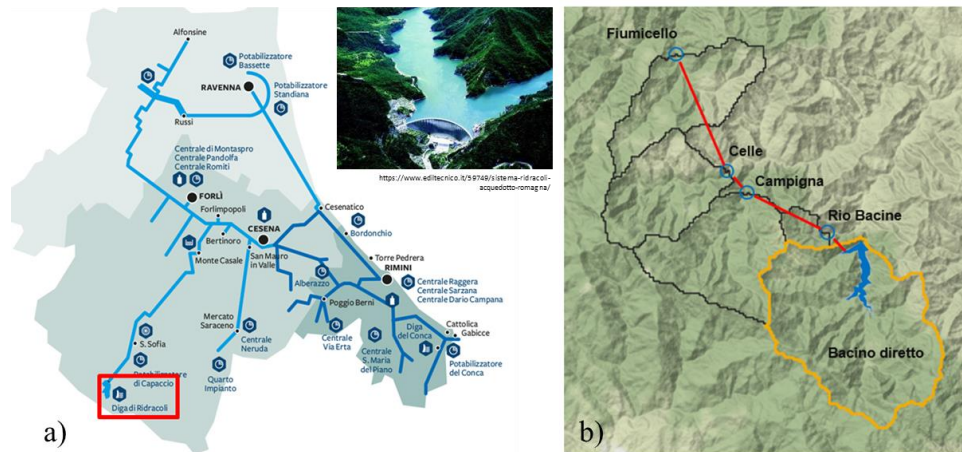 Alfonsine
Potabilizzatore
Bassette
RAVENNA
Potabilizzatore
Standiana
Russi
https://www.editecnico.it/59749/sistema-ridracoli-
acquedotto-romagna/
Centrale di Montaspro
Centrale Pandolfa
Centrale Romiti
FORLÌ
Forlimpopoli
CESENA
Cesenatico
Bordonchio
Bertinoro
Monte Casale
San Mauro
in Valle
Torre Pedrera
RIMINI
Alberazzo
Centrale Raggera
Centrale Sarzana
Centrale Dario Campana
Poggio Berni
Mercato
Saraceno
Centrale
Neruda
Centrale
Via Erta
Diga
del Conca
Cattolica
Gabicce
S. Sofia
Centrale
S. Maria
del Piano
Potabilizzatore
del Conca
Potabilizzatore
di Capaccio
Quarto
Impianto
Diga di Ridracoli
a)
Fiumicello
Celle
Campigna
Rio Bacine
Bacino diretto
b)